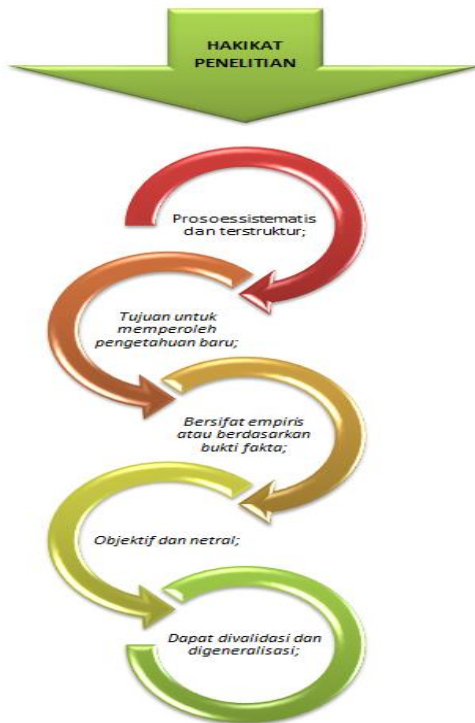 HAKIKAT
PENELITIAN
Prosoessistematis
dan terstruktur;
Tujuan untuk
memperoleh
pengetahuan baru;
Bersifat empiris
atau berdasarkan
bukti fakta;
Objektif dan netral;
Dapat divalidasi dan
digeneralisasi;